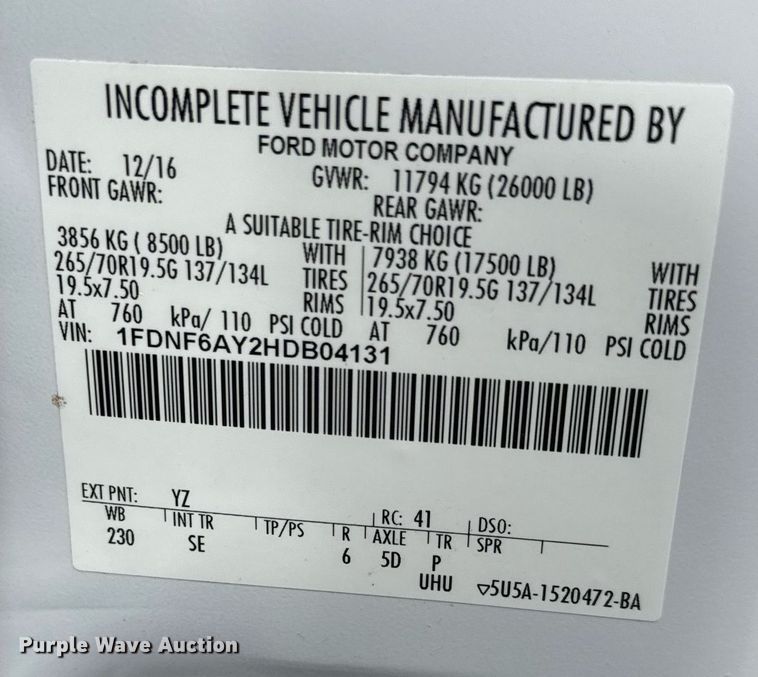 INCOMPLETE VEHICLE MANUFACTURED BY
FORD MOTOR COMPANY
DATE: 12/16 GVWR: 11794 KG (26000 LB)
FRONT GAWR: REAR GAWR:
A SUITABLE TIRE-RIM CHOICE
3856 KG ( 8500 LB) WITH 7938 KG (17500 LB) WITH
265/70R19.5G 137/134L TIRES 265/70R19.5G 137/134L TIRES
19.5x7.50 RIMS 19.5x7.50 RIMS
AT 760 kPa/ 110 PSI COLD AT 760 kPa/110 PSI COLD
VIN: 1FDNF6AY2HDB04131
EXT PNT: YZ RC: 41 DSO:
WB INT TR TP/PS R AXLE TR SPR
230 SE 6 5D P
UHU ▽5U5A-1520472-BA
Purple Wave Auction